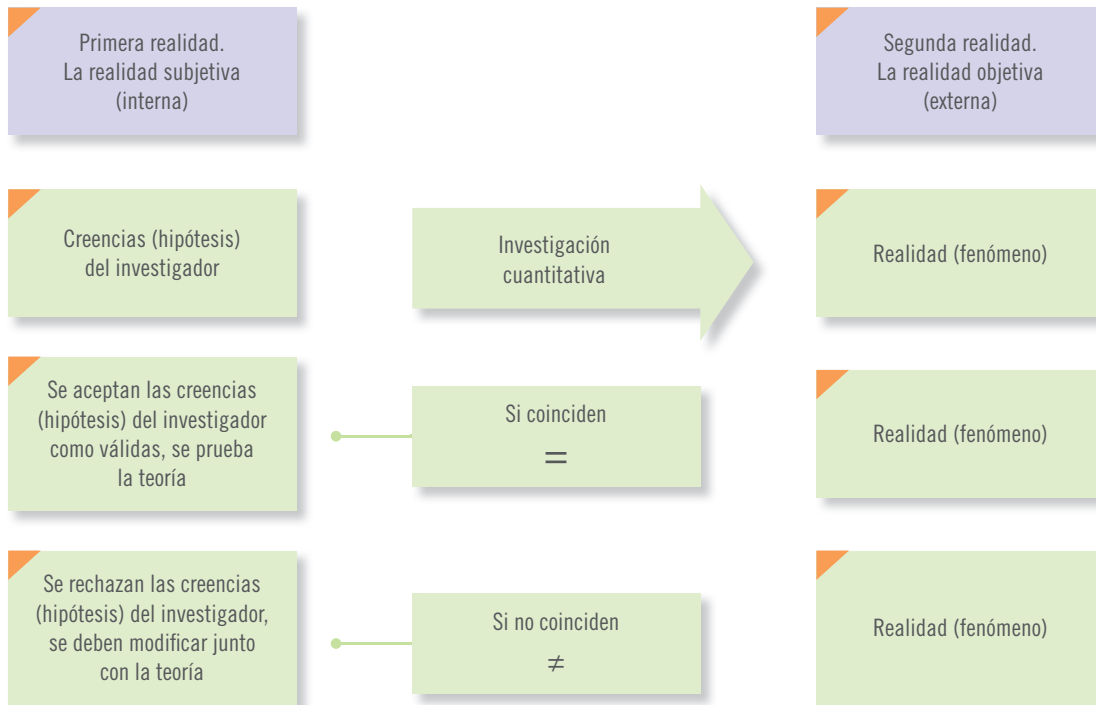 Primera realidad.
La realidad subjetiva
(interna)
Segunda realidad.
La realidad objetiva
(externa)
Creencias (hipótesis)
del investigador
Investigación
cuantitativa
Realidad (fenómeno)
Se aceptan las creencias
(hipótesis) del investigador
como válidas, se prueba
la teoría
Si coinciden
=
Realidad (fenómeno)
Se rechazan las creencias
(hipótesis) del investigador,
se deben modificar junto
con la teoría
Si no coinciden
≠
Realidad (fenómeno)